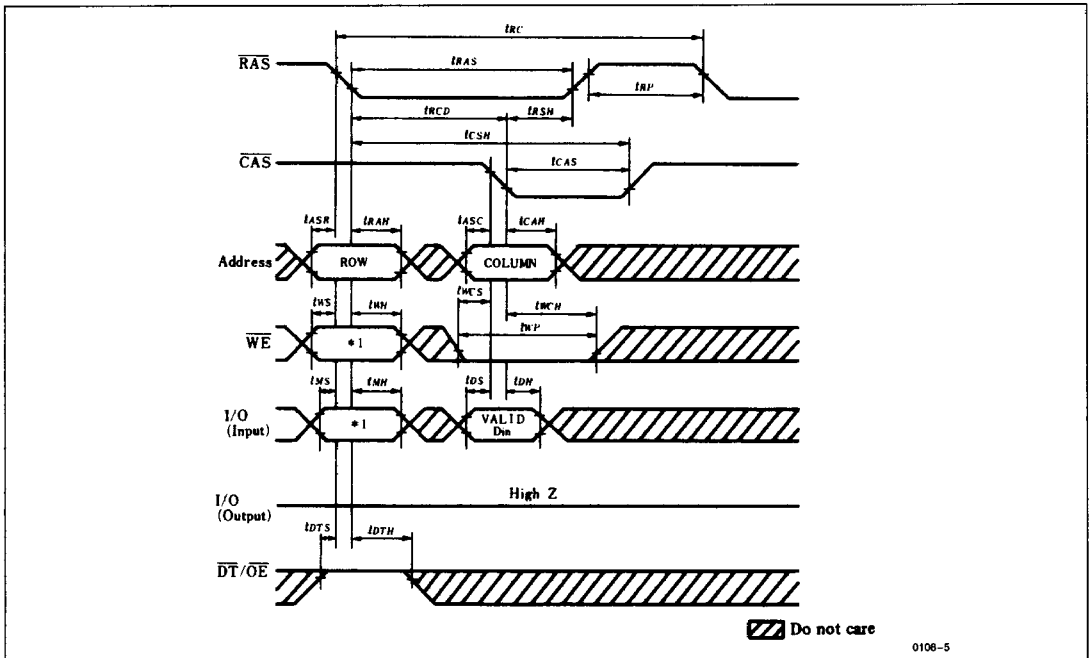 tRC
RAS
tRAS
tRP
tRCD
tRSH
tCSH
CAS
tCAS
tASR
tRAH
tASC
tCAH
Address
ROW
COLUMN
tWS
tWH
tWCS
tWCH
tWP
WE
*1
tMS
tMH
tDS
tDH
I/O
(Input)
*1
VALID
Din
High Z
I/O
(Output)
tDTS
tDTH
DT/OE
Do not care
0106-5